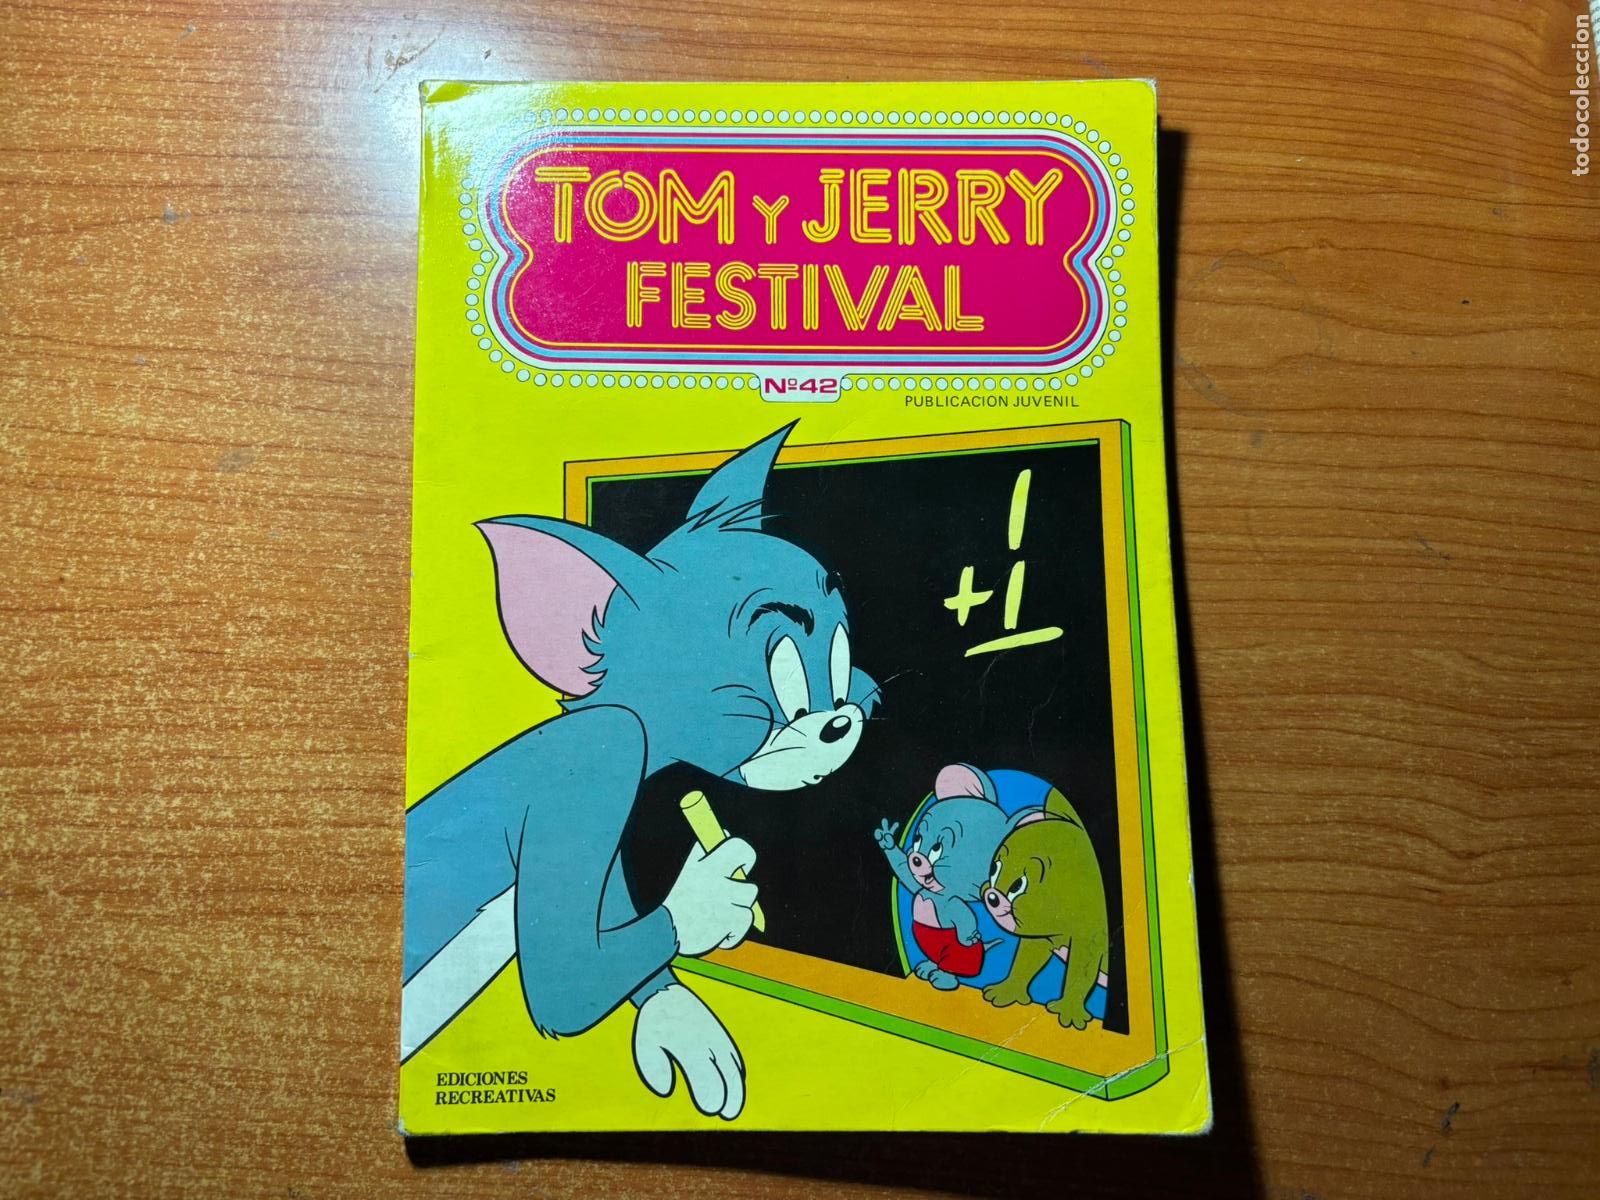 TOM Y JERRY
FESTIVAL
Nº42
PUBLICACION JUVENIL
1
+1
EDICIONES
RECREATIVAS
todocoleccion